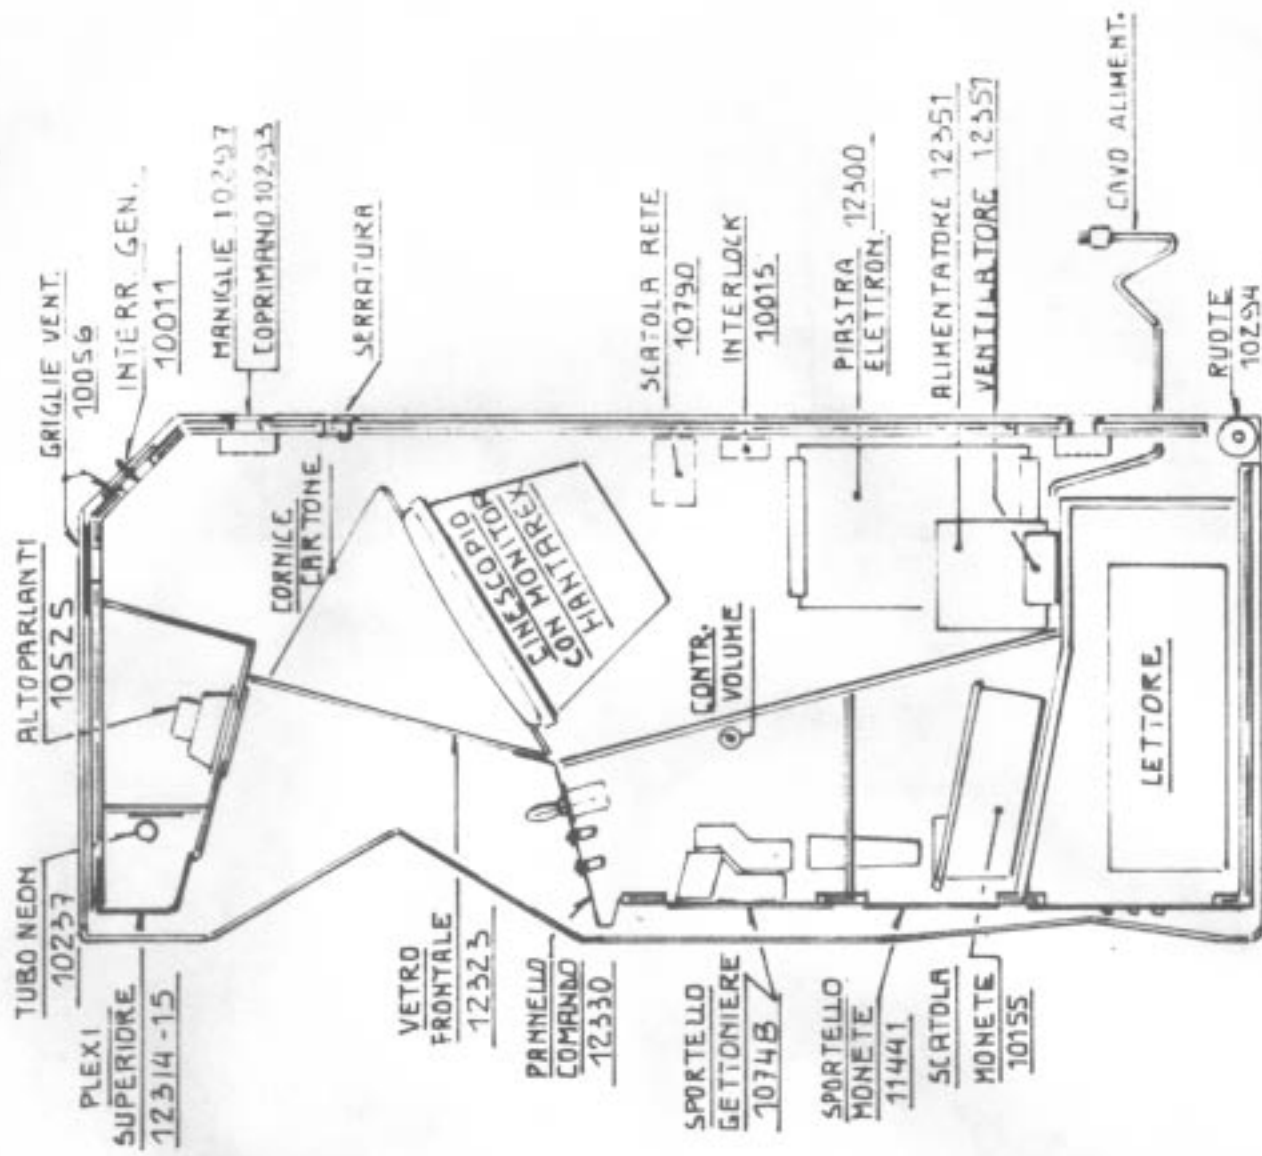 TUBO NEON
10237
ALTOPARLANTI
10525
GRIGLIE VENT.
10056
INTERR. GEN.
10011
MANIGLIE 10297
COPRIMANO 10293
SERRATURA
SCATOLA RETE
10790
INTERLOCK
10015
PIASTRA 12300
ELETTRON.
ALIMENTATORE 12351
VENTILATORE 12357
CAVO ALIMENT.
RUOTE
10294
CORNICE
CARTONE
CINESCOPIO
CON MONITOR
HANTAREX
CONTR.
VOLUME
LETTORE
PLEXI
SUPERIORE
12314-15
VETRO
FRONTALE
12323
PANNELLO
COMANDO
12330
SPORTELLO
GETTONIERE
10748
SPORTELLO
MONETE
11441
SCATOLA
MONETE
10155